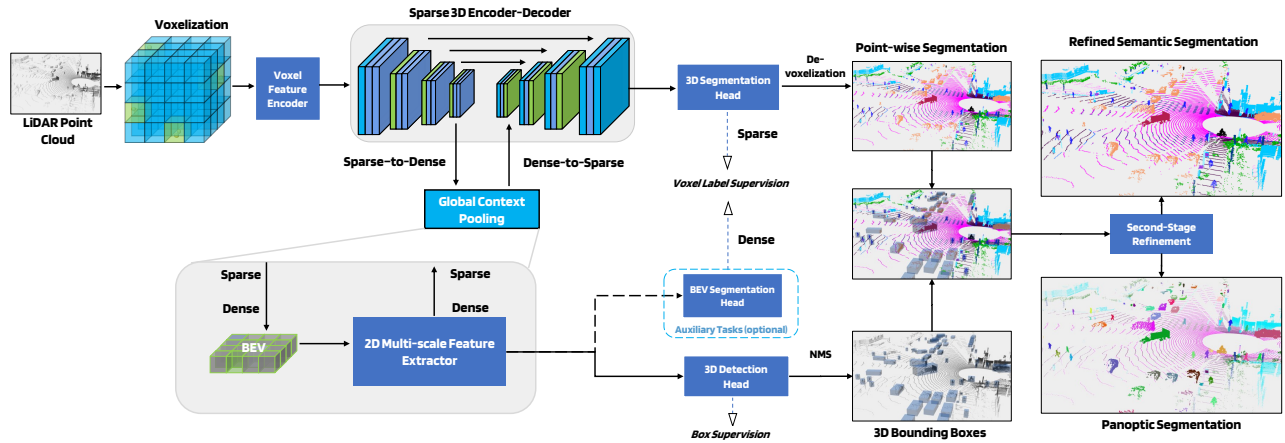 Sparse 3D Encoder-Decoder
Voxelization
LiDAR Point
Cloud
Voxel
Feature
Encoder
Sparse-to-Dense
Dense-to-Sparse
Global Context
Pooling
Sparse
Dense
BEV
Sparse
Dense
2D Multi-scale Feature
Extractor
3D Segmentation
Head
De-
voxelization
Sparse
Voxel Label Supervision
Dense
BEV Segmentation
Head
Auxiliary Tasks (optional)
3D Detection
Head
NMS
Box Supervision
Point-wise Segmentation
3D Bounding Boxes
Refined Semantic Segmentation
Second-Stage
Refinement
Panoptic Segmentation